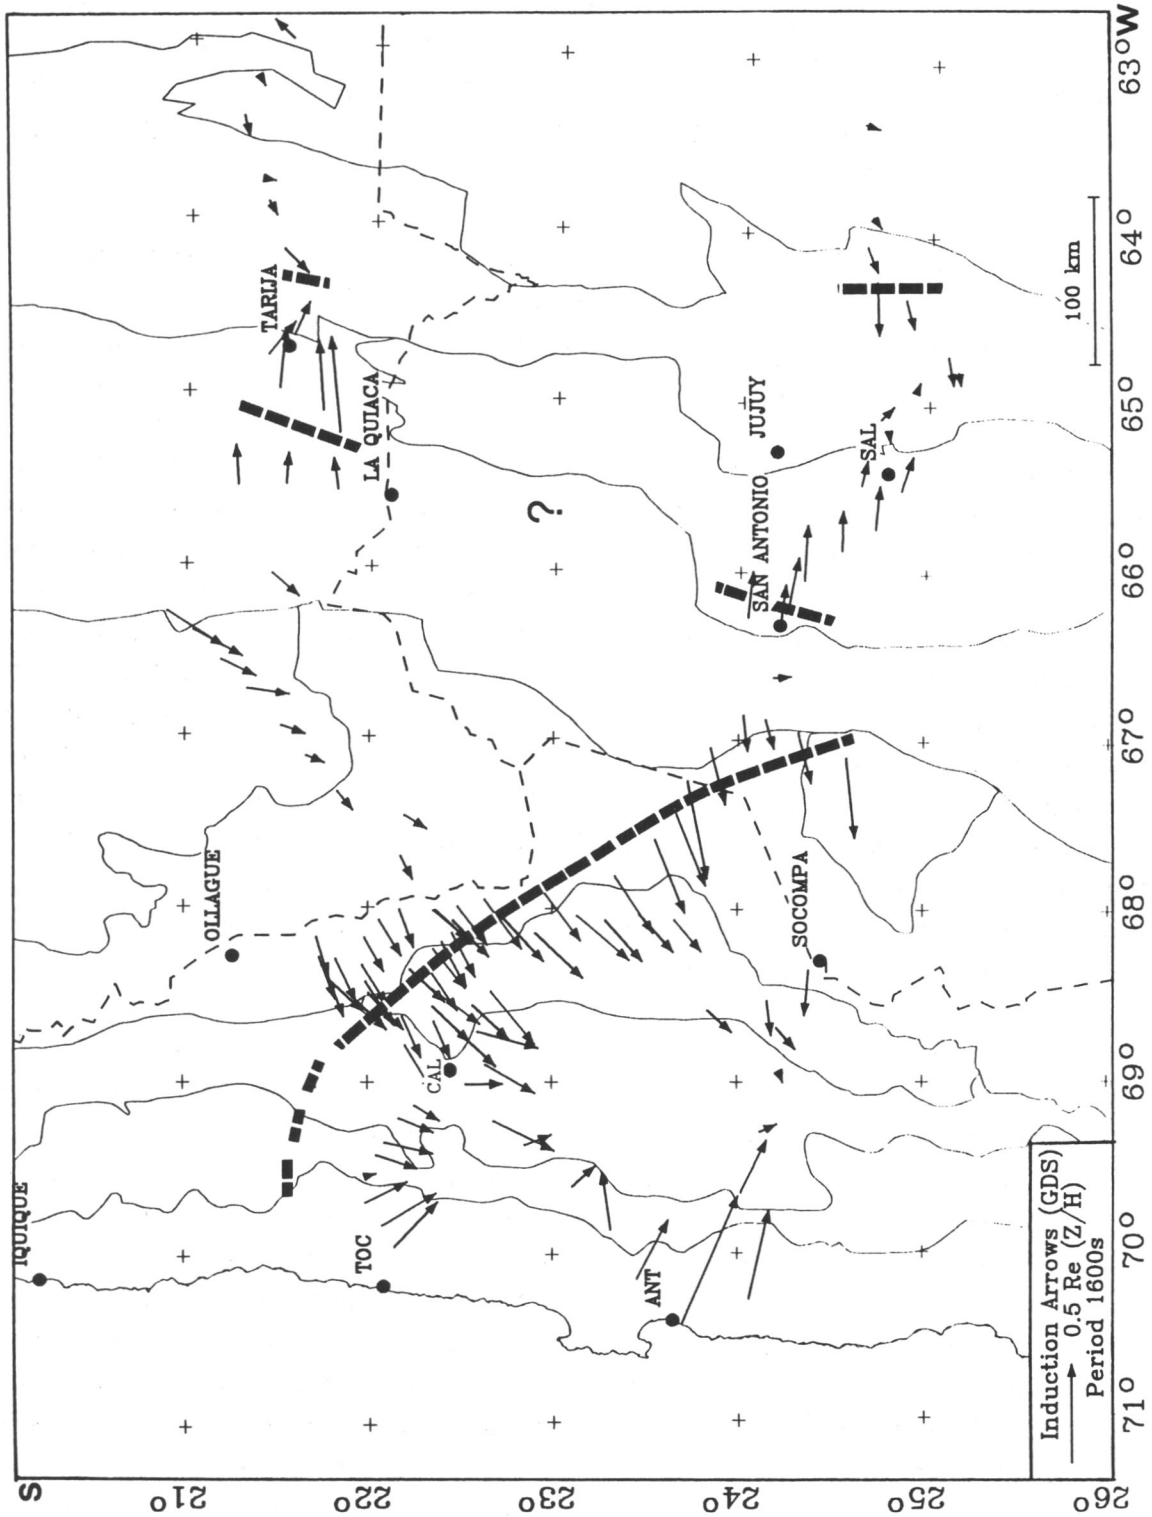 S
21°
22°
23°
24°
25°
26°
IQUIQUE
OLLAGUE
TARIJA
LA QUIACA
TOC
CAL
?
ANT
SAN ANTONIO
JUJUY
SOCOMPA
SAL
100 km
Induction Arrows (GDS)
0.5 Re (Z/H)
Period 1600s
71°
70°
69°
68°
67°
66°
65°
64°
63°W